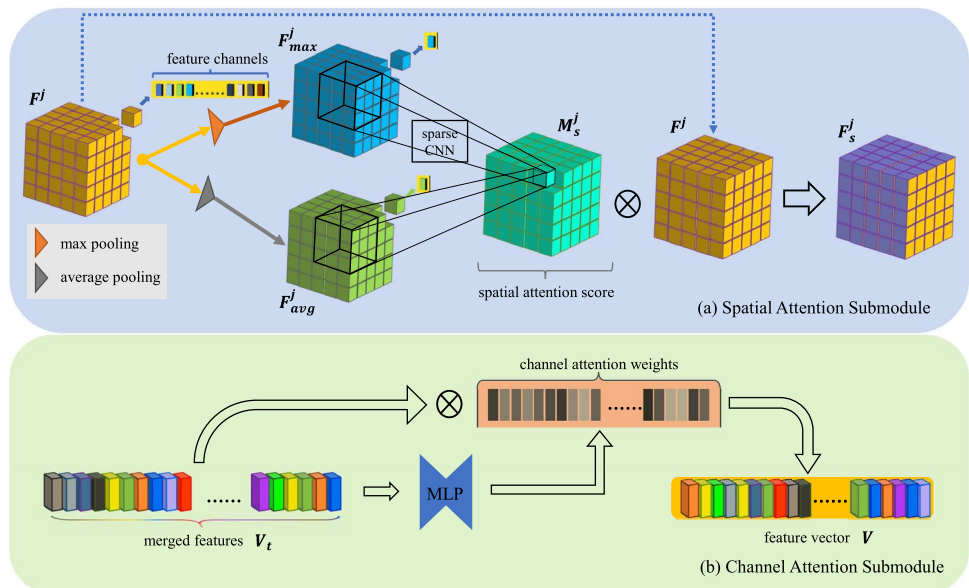 F^j
feature channels
F^j_max
sparse
CNN
M^j_s
F^j
F^j_s
max pooling
average pooling
F^j_avg
spatial attention score
(a) Spatial Attention Submodule
channel attention weights
MLP
merged features V_t
feature vector V
(b) Channel Attention Submodule